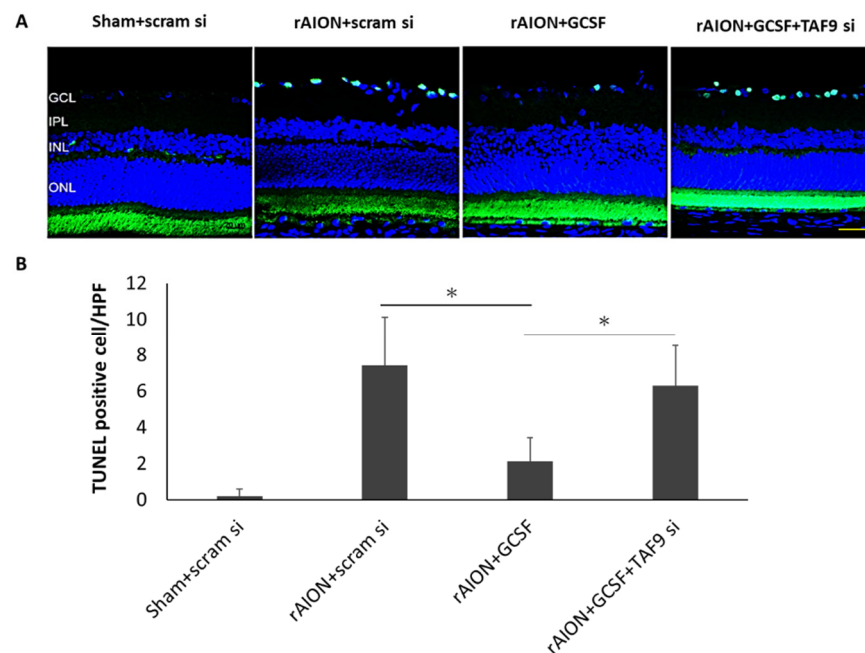 A
Sham+scram si
rAION+scram si
rAION+GCSF
rAION+GCSF+TAF9 si
GCL
IPL
INL
ONL
B
TUNEL positive cell/HPF
12
10
8
6
4
2
0
*
*
Sham+scram si
rAION+scram si
rAION+GCSF
rAION+GCSF+TAF9 si